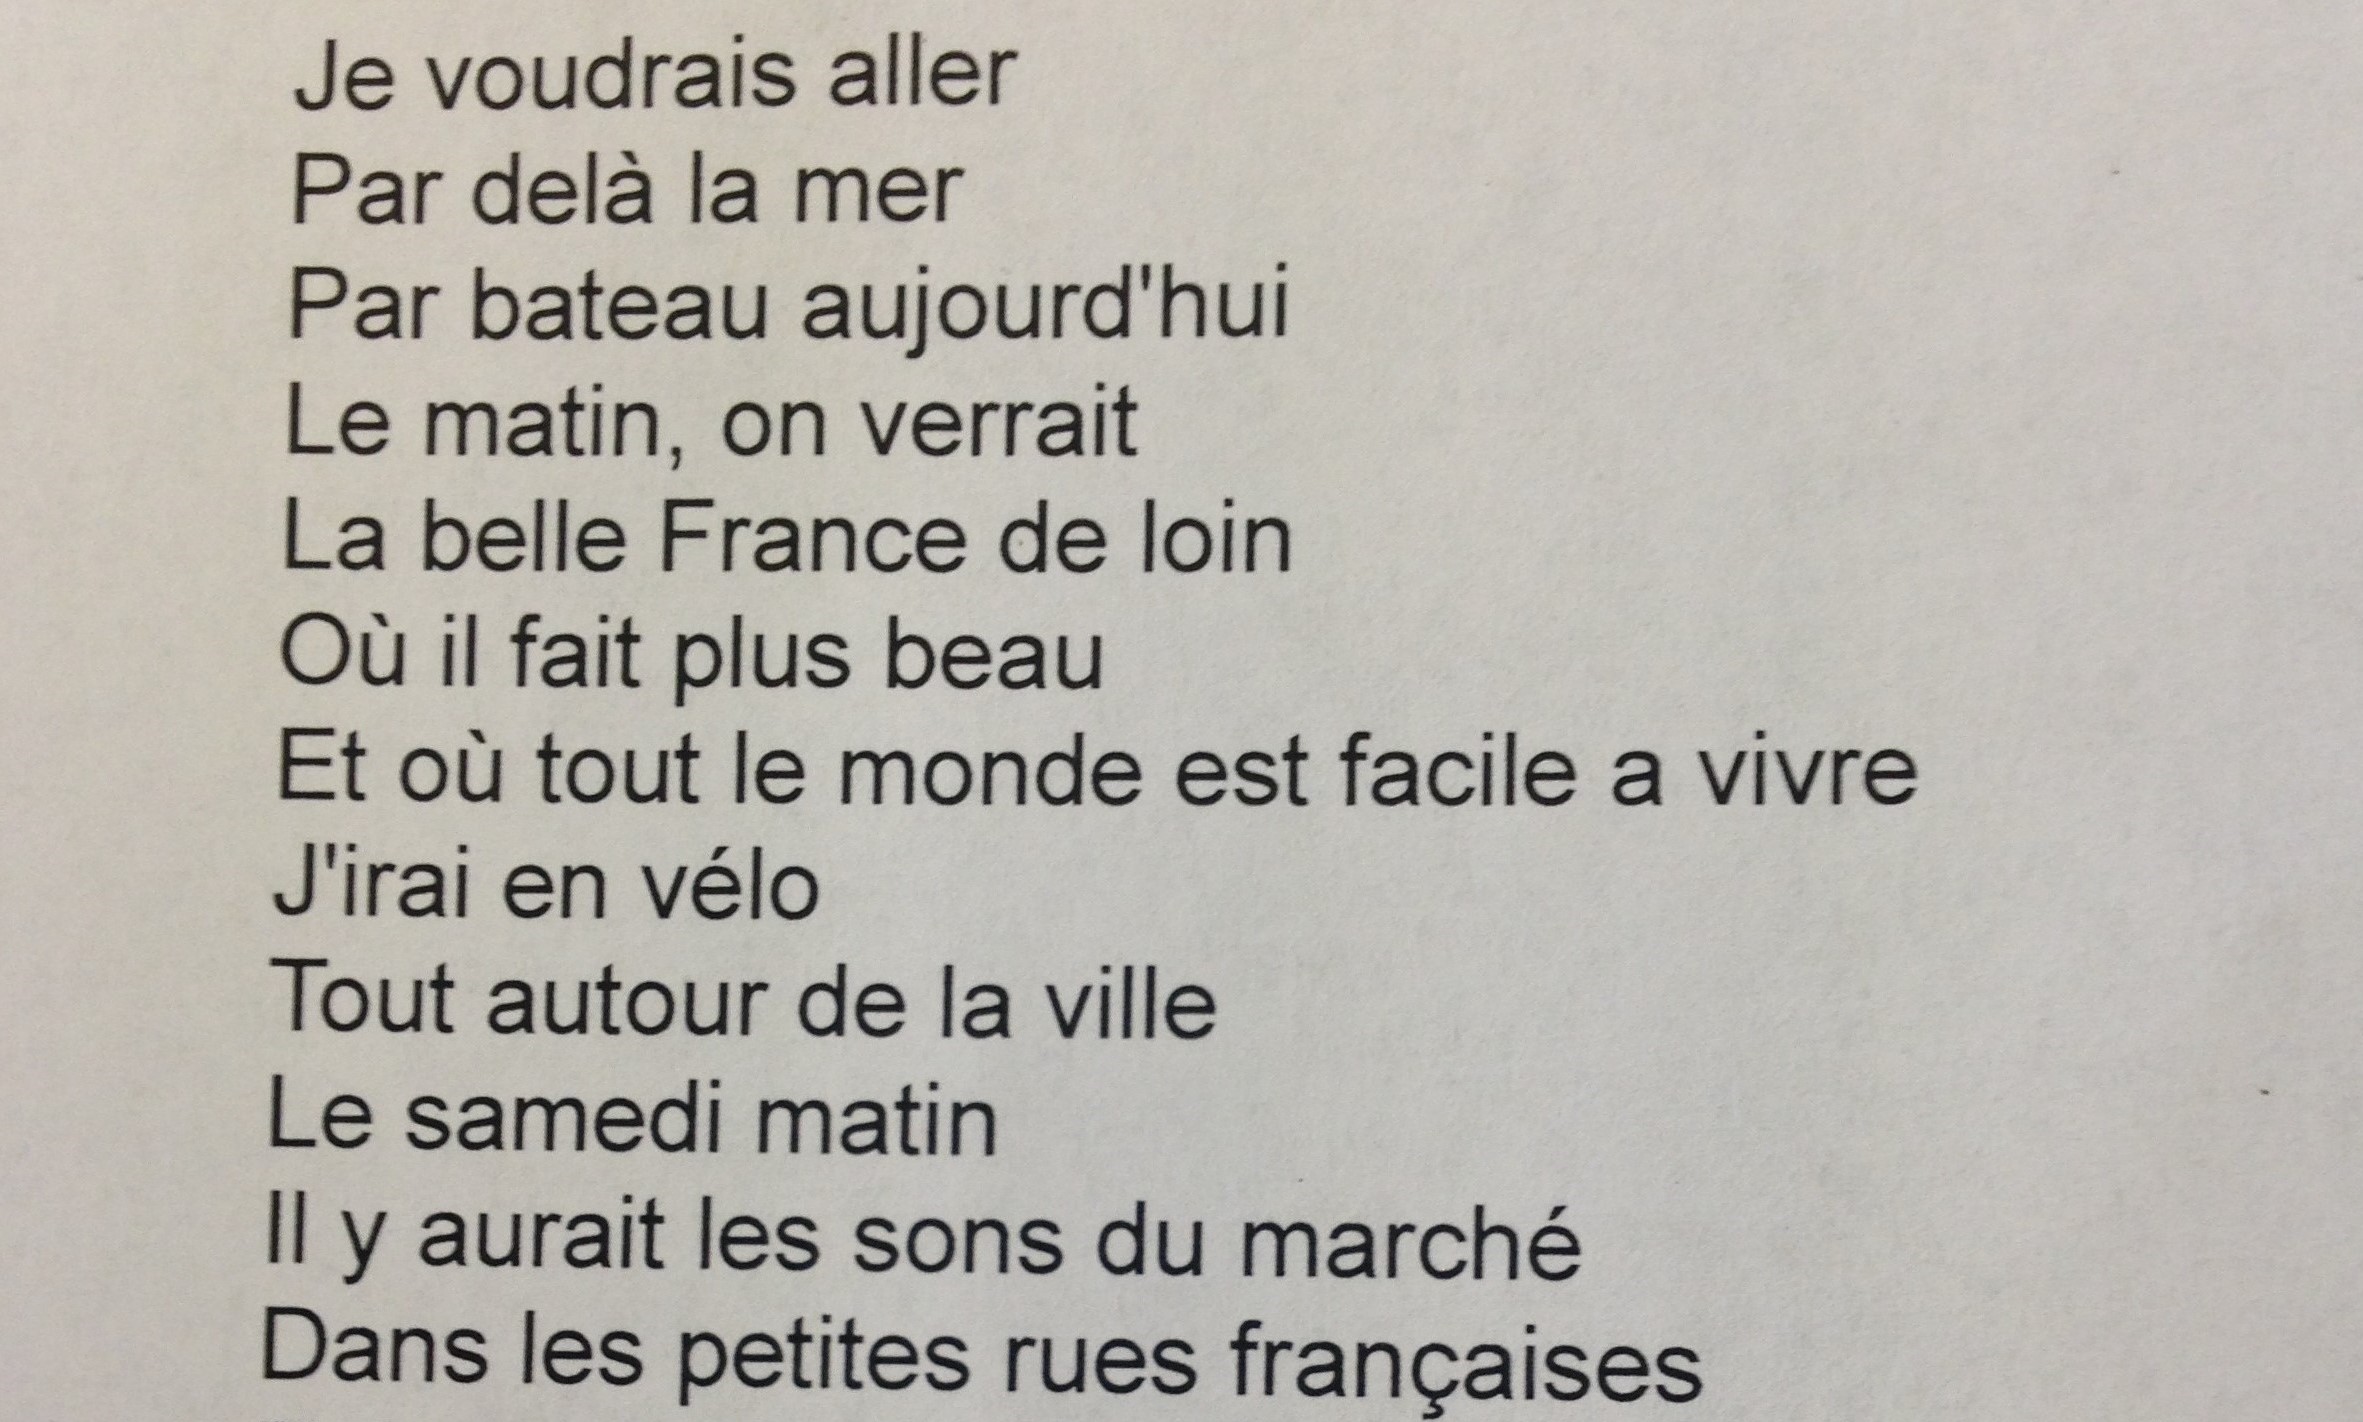 Je voudrais aller
Par delà la mer
Par bateau aujourd'hui
Le matin, on verrait
La belle France de loin
Où il fait plus beau
Et où tout le monde est facile a vivre
J'irai en vélo
Tout autour de la ville
Le samedi matin
Il y aurait les sons du marché
Dans les petites rues françaises